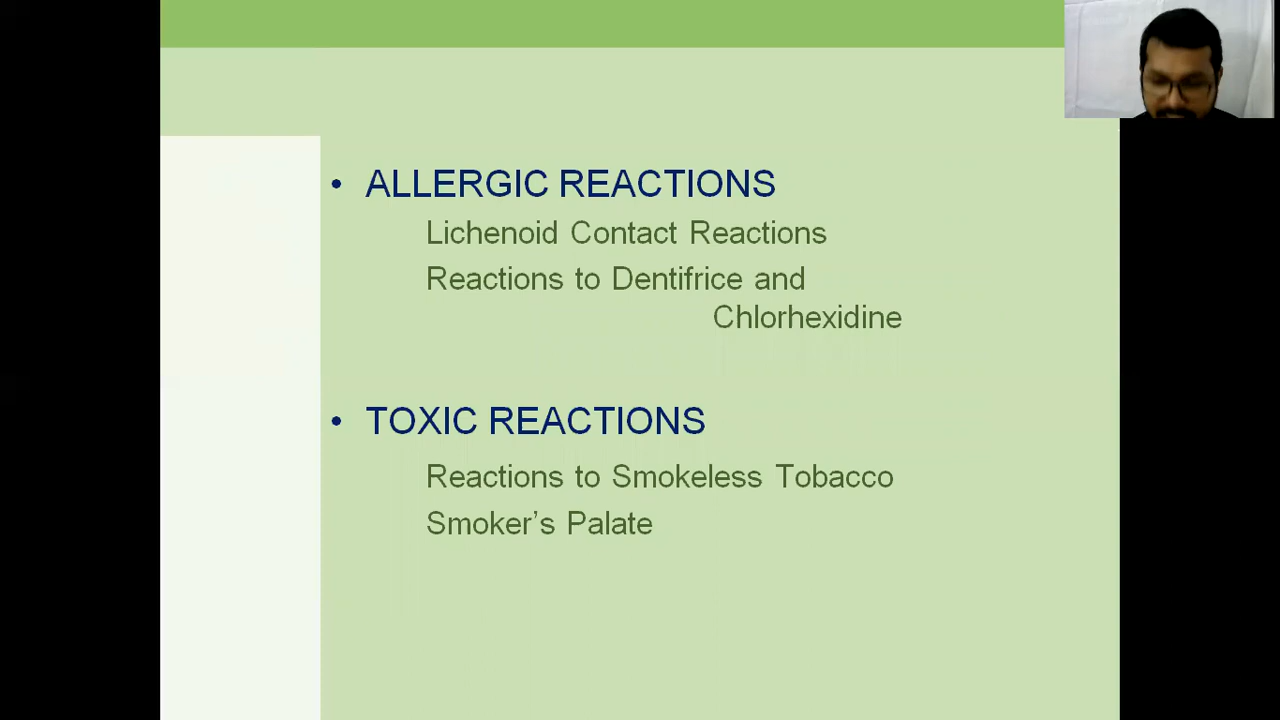 • ALLERGIC REACTIONS
Lichenoid Contact Reactions
Reactions to Dentifrice and
Chlorhexidine
• TOXIC REACTIONS
Reactions to Smokeless Tobacco
Smoker’s Palate